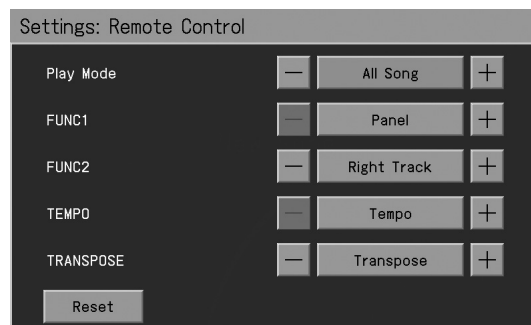 Settings: Remote Control
Play Mode — All Song +
FUNC1 — Panel +
FUNC2 — Right Track +
TEMPO — Tempo +
TRANSPOSE — Transpose +
Reset